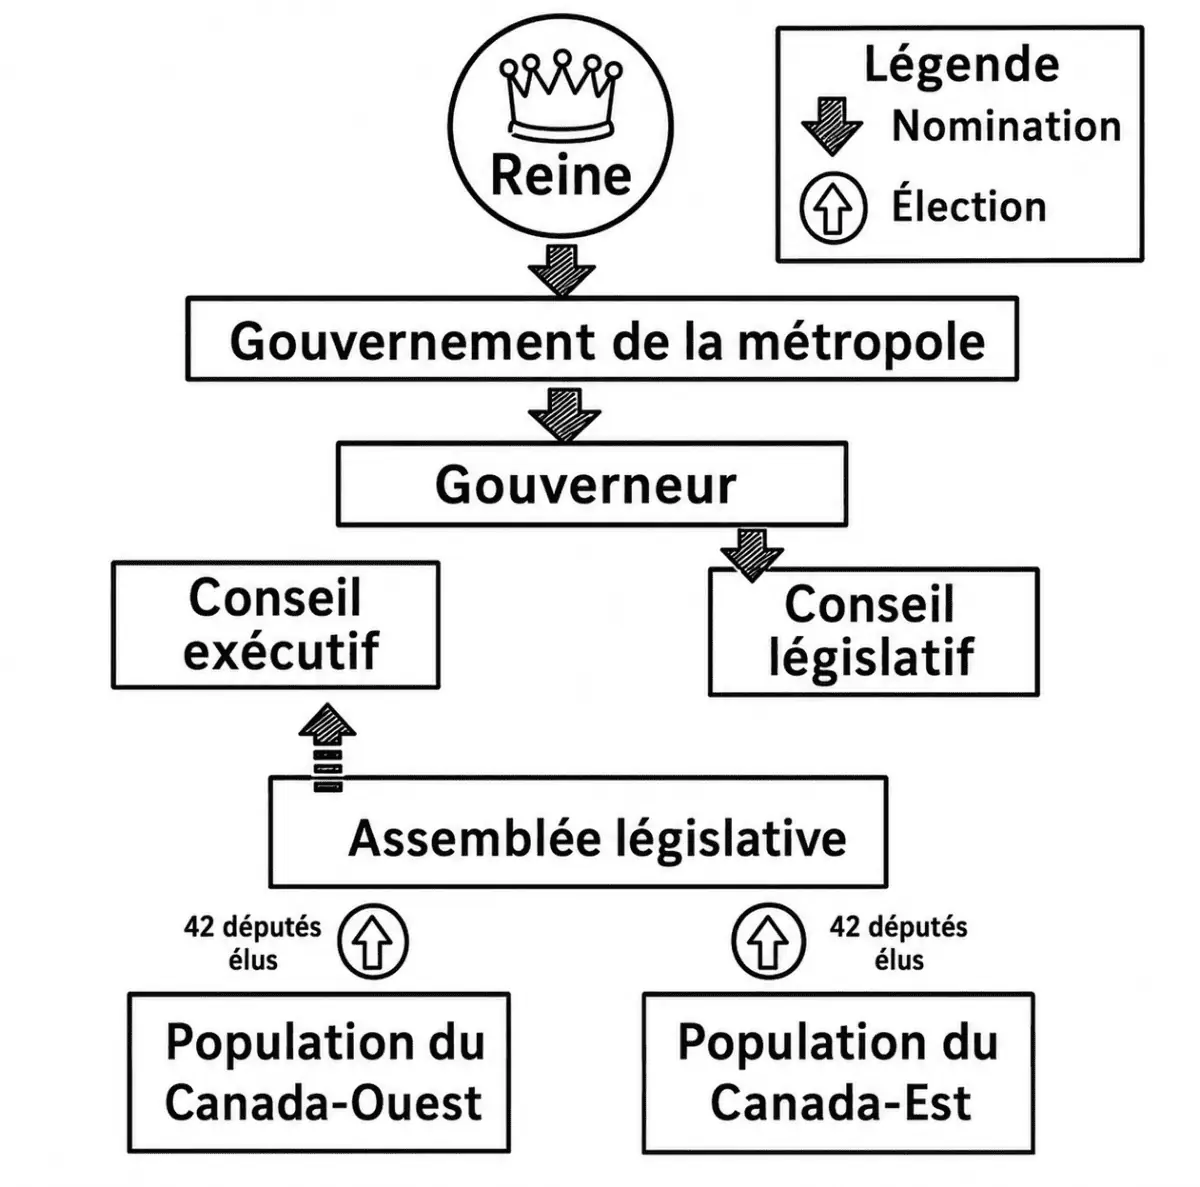 Reine
Légende
Nomination
Élection
Gouvernement de la métropole
Gouverneur
Conseil
exécutif
Conseil
législatif
Assemblée législative
42 députés
élus
42 députés
élus
Population du
Canada-Ouest
Population du
Canada-Est